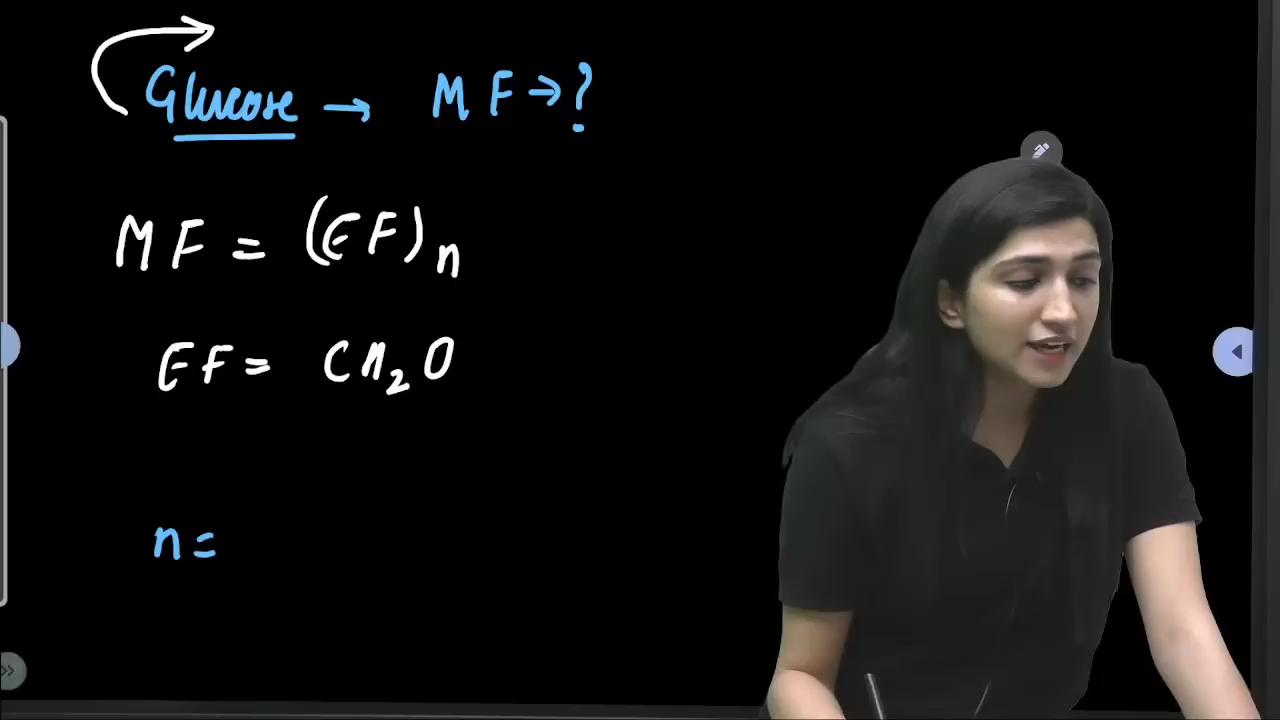 Glucose → MF → ?
MF = (EF)n
EF = CH₂O
n =